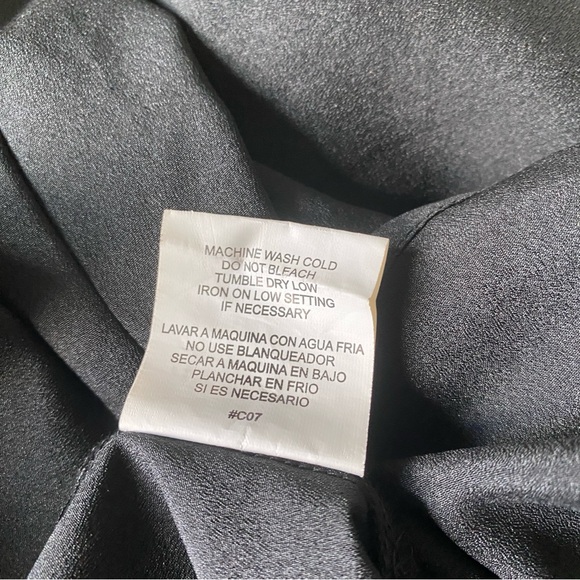 MACHINE WASH COLD
DO NOT BLEACH
TUMBLE DRY LOW
IRON ON LOW SETTING
IF NECESSARY
LAVAR A MAQUINA CON AGUA FRIA
NO USE BLANQUEADOR
SECAR A MAQUINA EN BAJO
PLANCHAR EN FRIO
SI ES NECESARIO
#C07